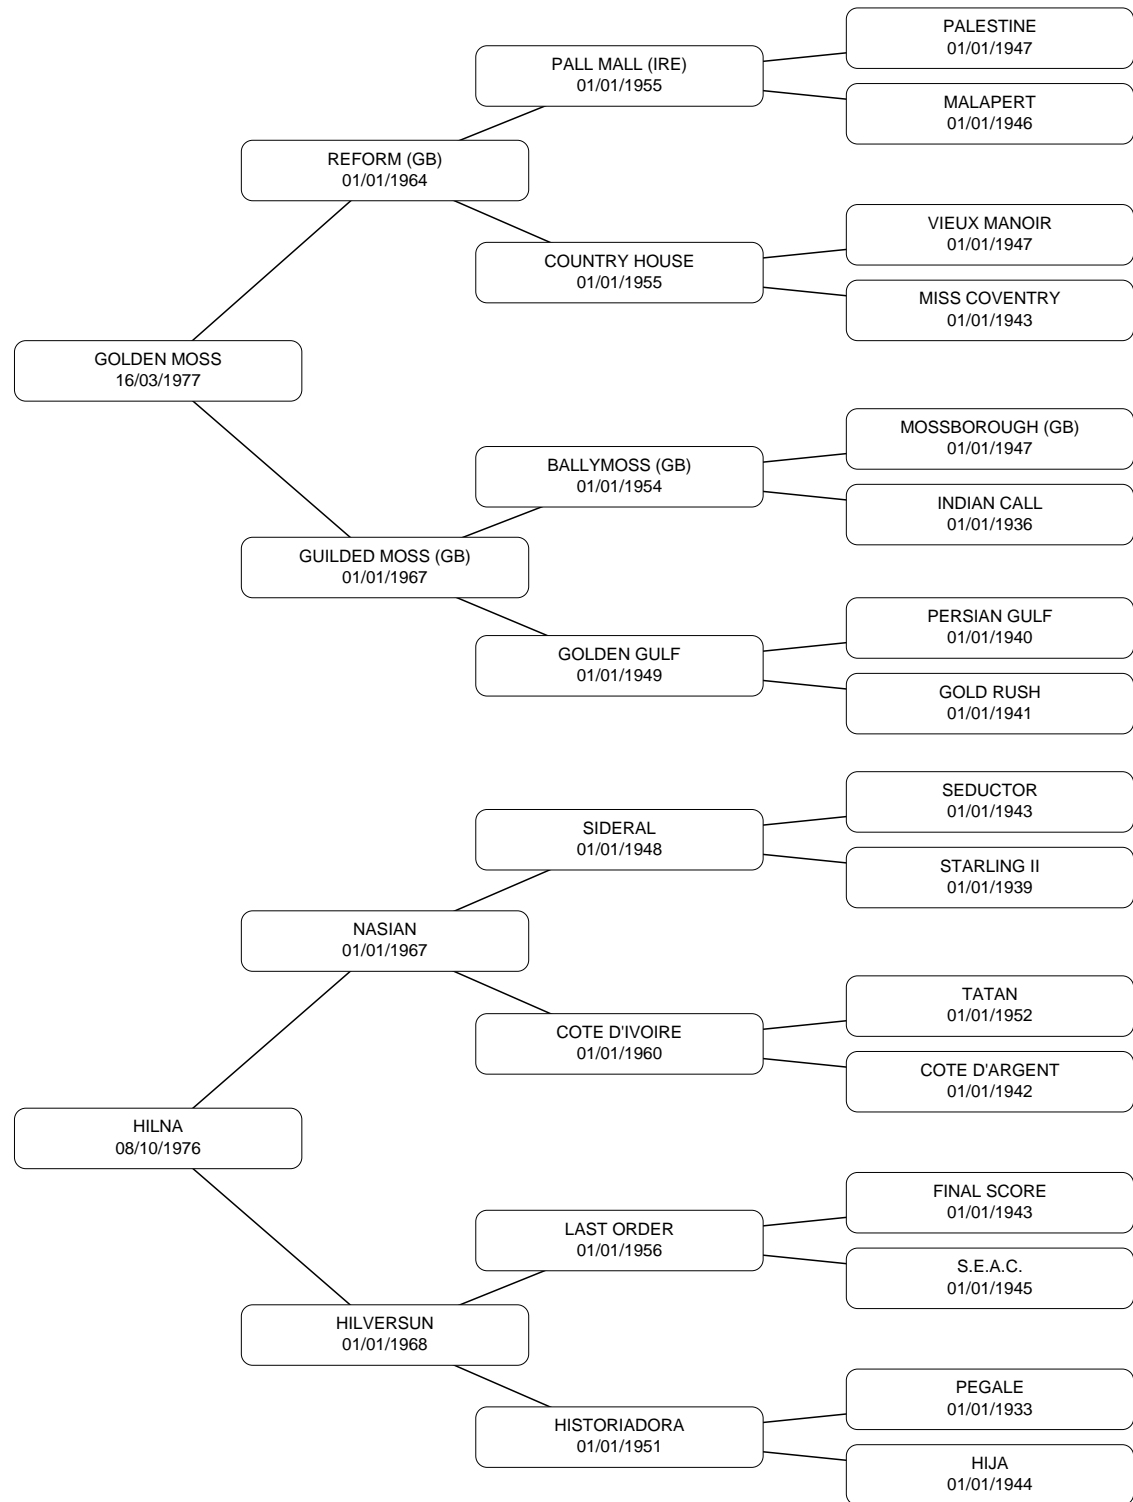 PALESTINE
01/01/1947
PALL MALL (IRE)
01/01/1955
MALAPERT
01/01/1946
REFORM (GB)
01/01/1964
VIEUX MANOIR
01/01/1947
COUNTRY HOUSE
01/01/1955
MISS COVENTRY
01/01/1943
GOLDEN MOSS
16/03/1977
MOSSBOROUGH (GB)
01/01/1947
BALLYMOSS (GB)
01/01/1954
INDIAN CALL
01/01/1936
GUILDED MOSS (GB)
01/01/1967
PERSIAN GULF
01/01/1940
GOLDEN GULF
01/01/1949
GOLD RUSH
01/01/1941
SEDUCTOR
01/01/1943
SIDERAL
01/01/1948
STARLING II
01/01/1939
NASIAN
01/01/1967
TATAN
01/01/1952
COTE D'IVOIRE
01/01/1960
COTE D'ARGENT
01/01/1942
HILNA
08/10/1976
FINAL SCORE
01/01/1943
LAST ORDER
01/01/1956
S.E.A.C.
01/01/1945
HILVERSUN
01/01/1968
PEGALE
01/01/1933
HISTORIADORA
01/01/1951
HIJA
01/01/1944